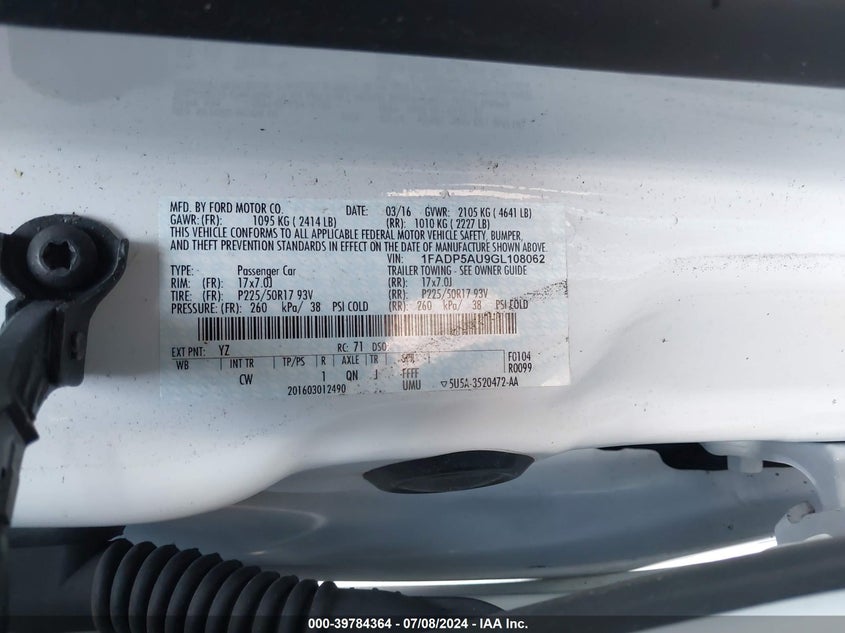 MFD. BY FORD MOTOR CO. DATE: 03/16 GVWR: 2105 KG ( 4641 LB)
GAWR: (FR): 1095 KG ( 2414 LB) (RR): 1010 KG ( 2227 LB)
THIS VEHICLE CONFORMS TO ALL APPLICABLE FEDERAL MOTOR VEHICLE SAFETY, BUMPER,
AND THEFT PREVENTION STANDARDS IN EFFECT ON THE DATE OF MANUFACTURE SHOWN ABOVE.
VIN: 1FADP5AU9GL108062
TYPE: Passenger Car TRAILER TOWING - SEE OWNER GUIDE
RIM: (FR) 17x7.0J (RR): 17x7.0J
TIRE: (FR) P225/50R17 93V (RR): P225/50R17 93V
PRESSURE: (FR) 260 kPa/ 38 PSI COLD (RR) 260 kPa/ 38 PSI COLD
EXT PNT: YZ RC: 71 DSO:
WB INT TR TP/PS R AXLE TR F0104
CW 1 QN J FFFF R0099
201603012490 UMU ▽5U5A-3520472-AA
000-39784364 - 07/08/2024 - IAA Inc.